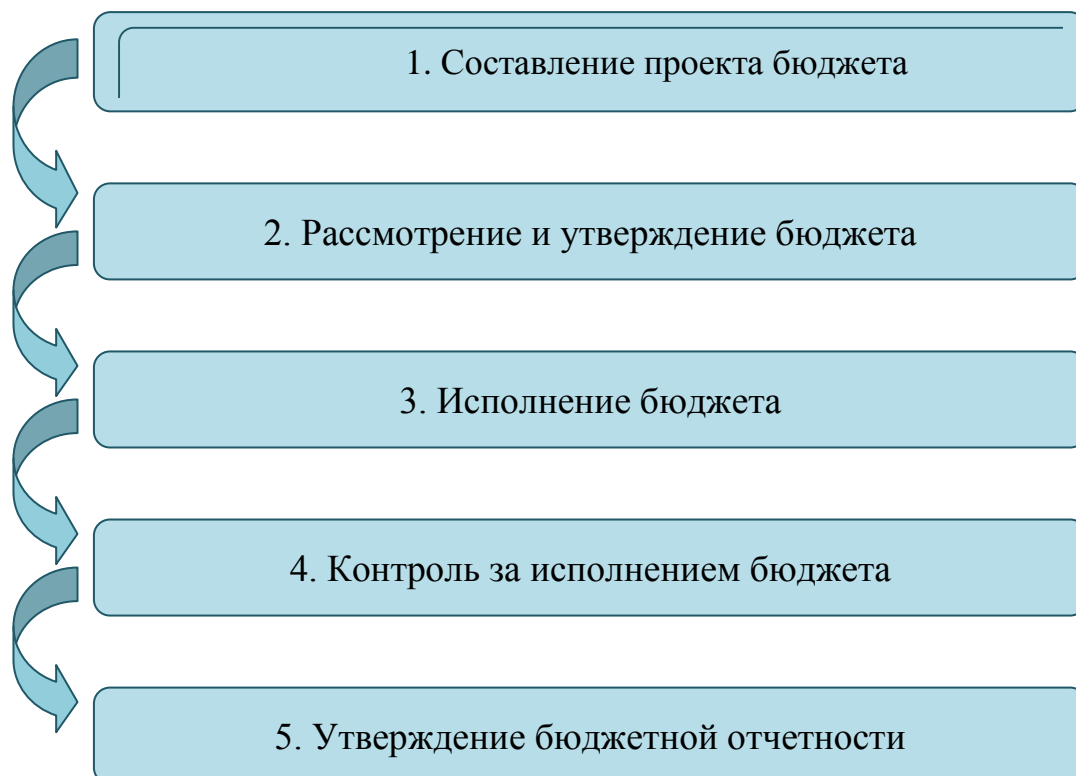 1. Составление проекта бюджета
2. Рассмотрение и утверждение бюджета
3. Исполнение бюджета
4. Контроль за исполнением бюджета
5. Утверждение бюджетной отчетности